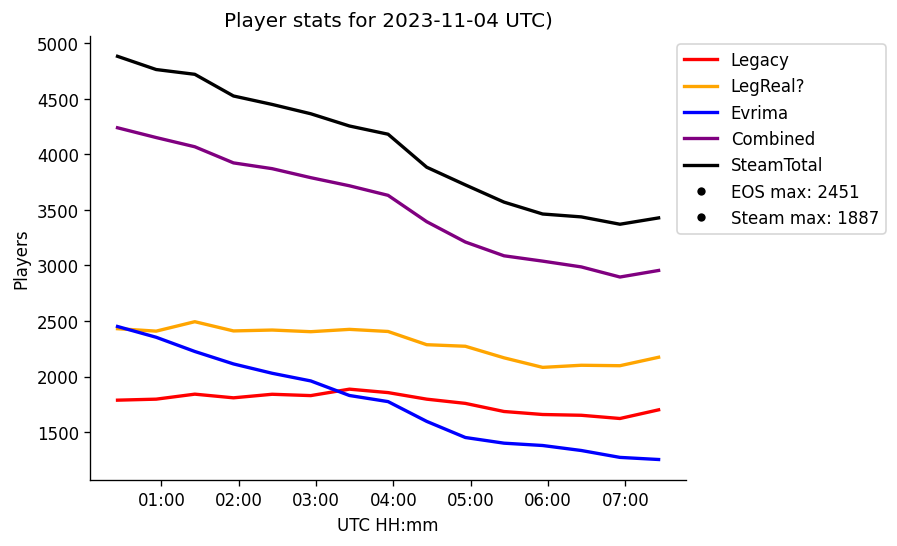 Player stats for 2023-11-04 UTC)
5000
4500
4000
3500
3000
2500
2000
1500
Players
01:00 02:00 03:00 04:00 05:00 06:00 07:00
UTC HH:mm
Legacy
LegReal?
Evrima
Combined
SteamTotal
EOS max: 2451
Steam max: 1887